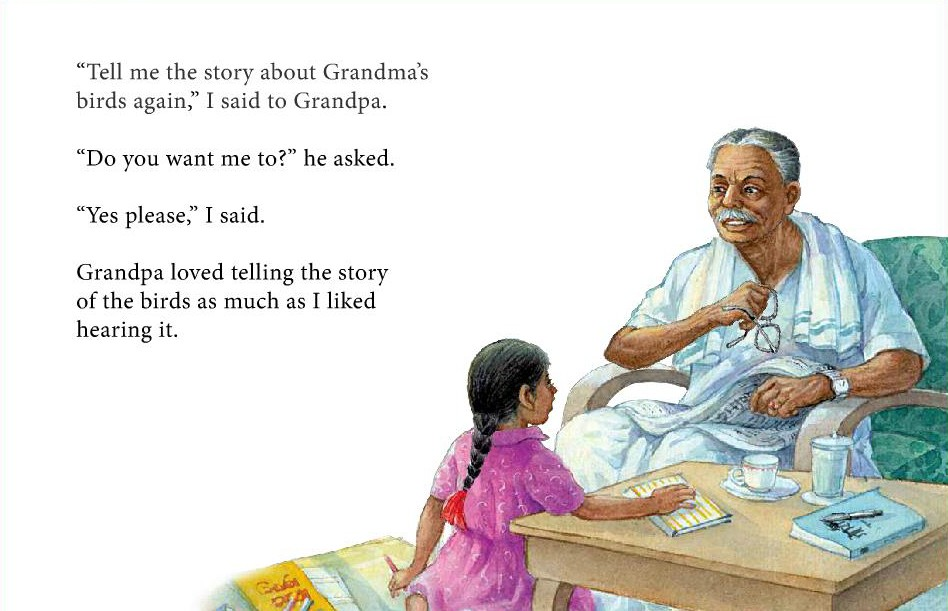 “Tell me the story about Grandma’s
birds again,” I said to Grandpa.
“Do you want me to?” he asked.
“Yes please,” I said.
Grandpa loved telling the story
of the birds as much as I liked
hearing it.